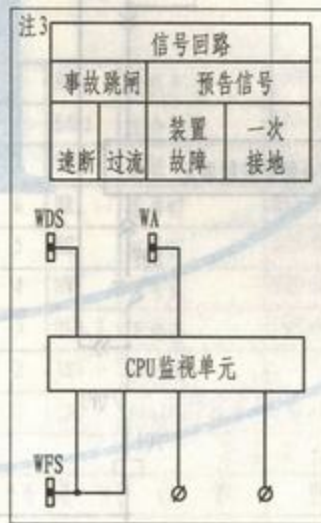 注3
信号回路
事故跳闸 预告信号
速断 过流 装置故障 一次接地
WDS WA
CPU监视单元
WFS